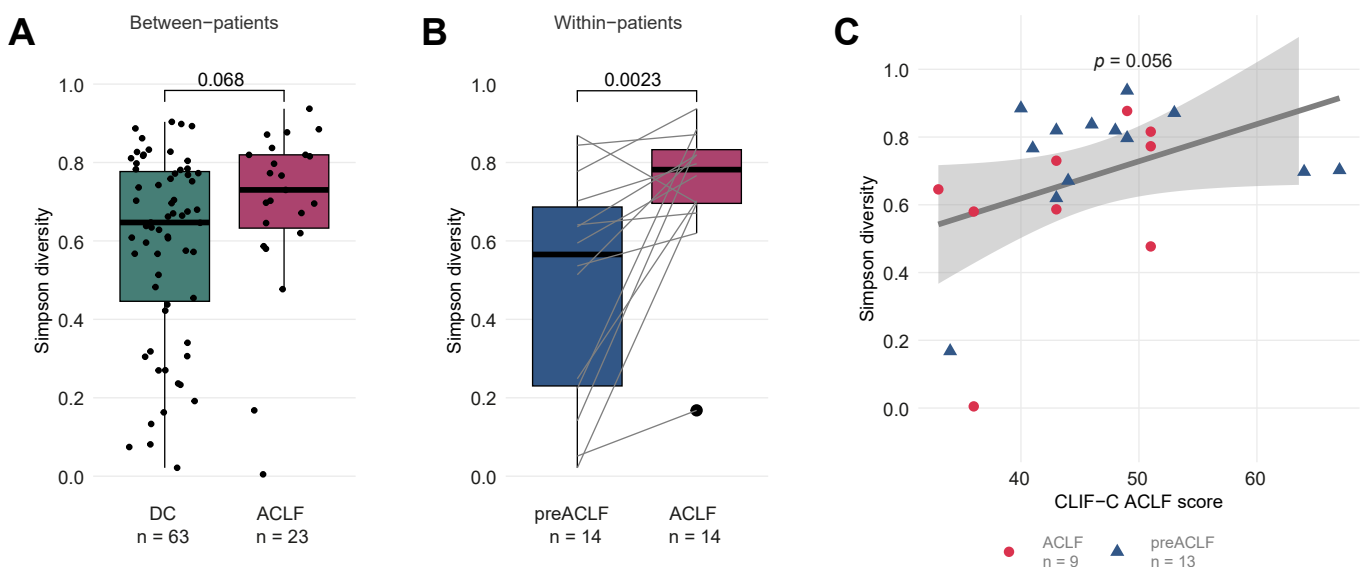 A
Between−patients
Simpson diversity
1.0
0.8
0.6
0.4
0.2
0.0
0.068
DC
n = 63
ACLF
n = 23
B
Within−patients
Simpson diversity
1.0
0.8
0.6
0.4
0.2
0.0
0.0023
preACLF
n = 14
ACLF
n = 14
C
p = 0.056
Simpson diversity
1.0
0.8
0.6
0.4
0.2
0.0
40
50
60
CLIF−C ACLF score
ACLF
n = 9
preACLF
n = 13